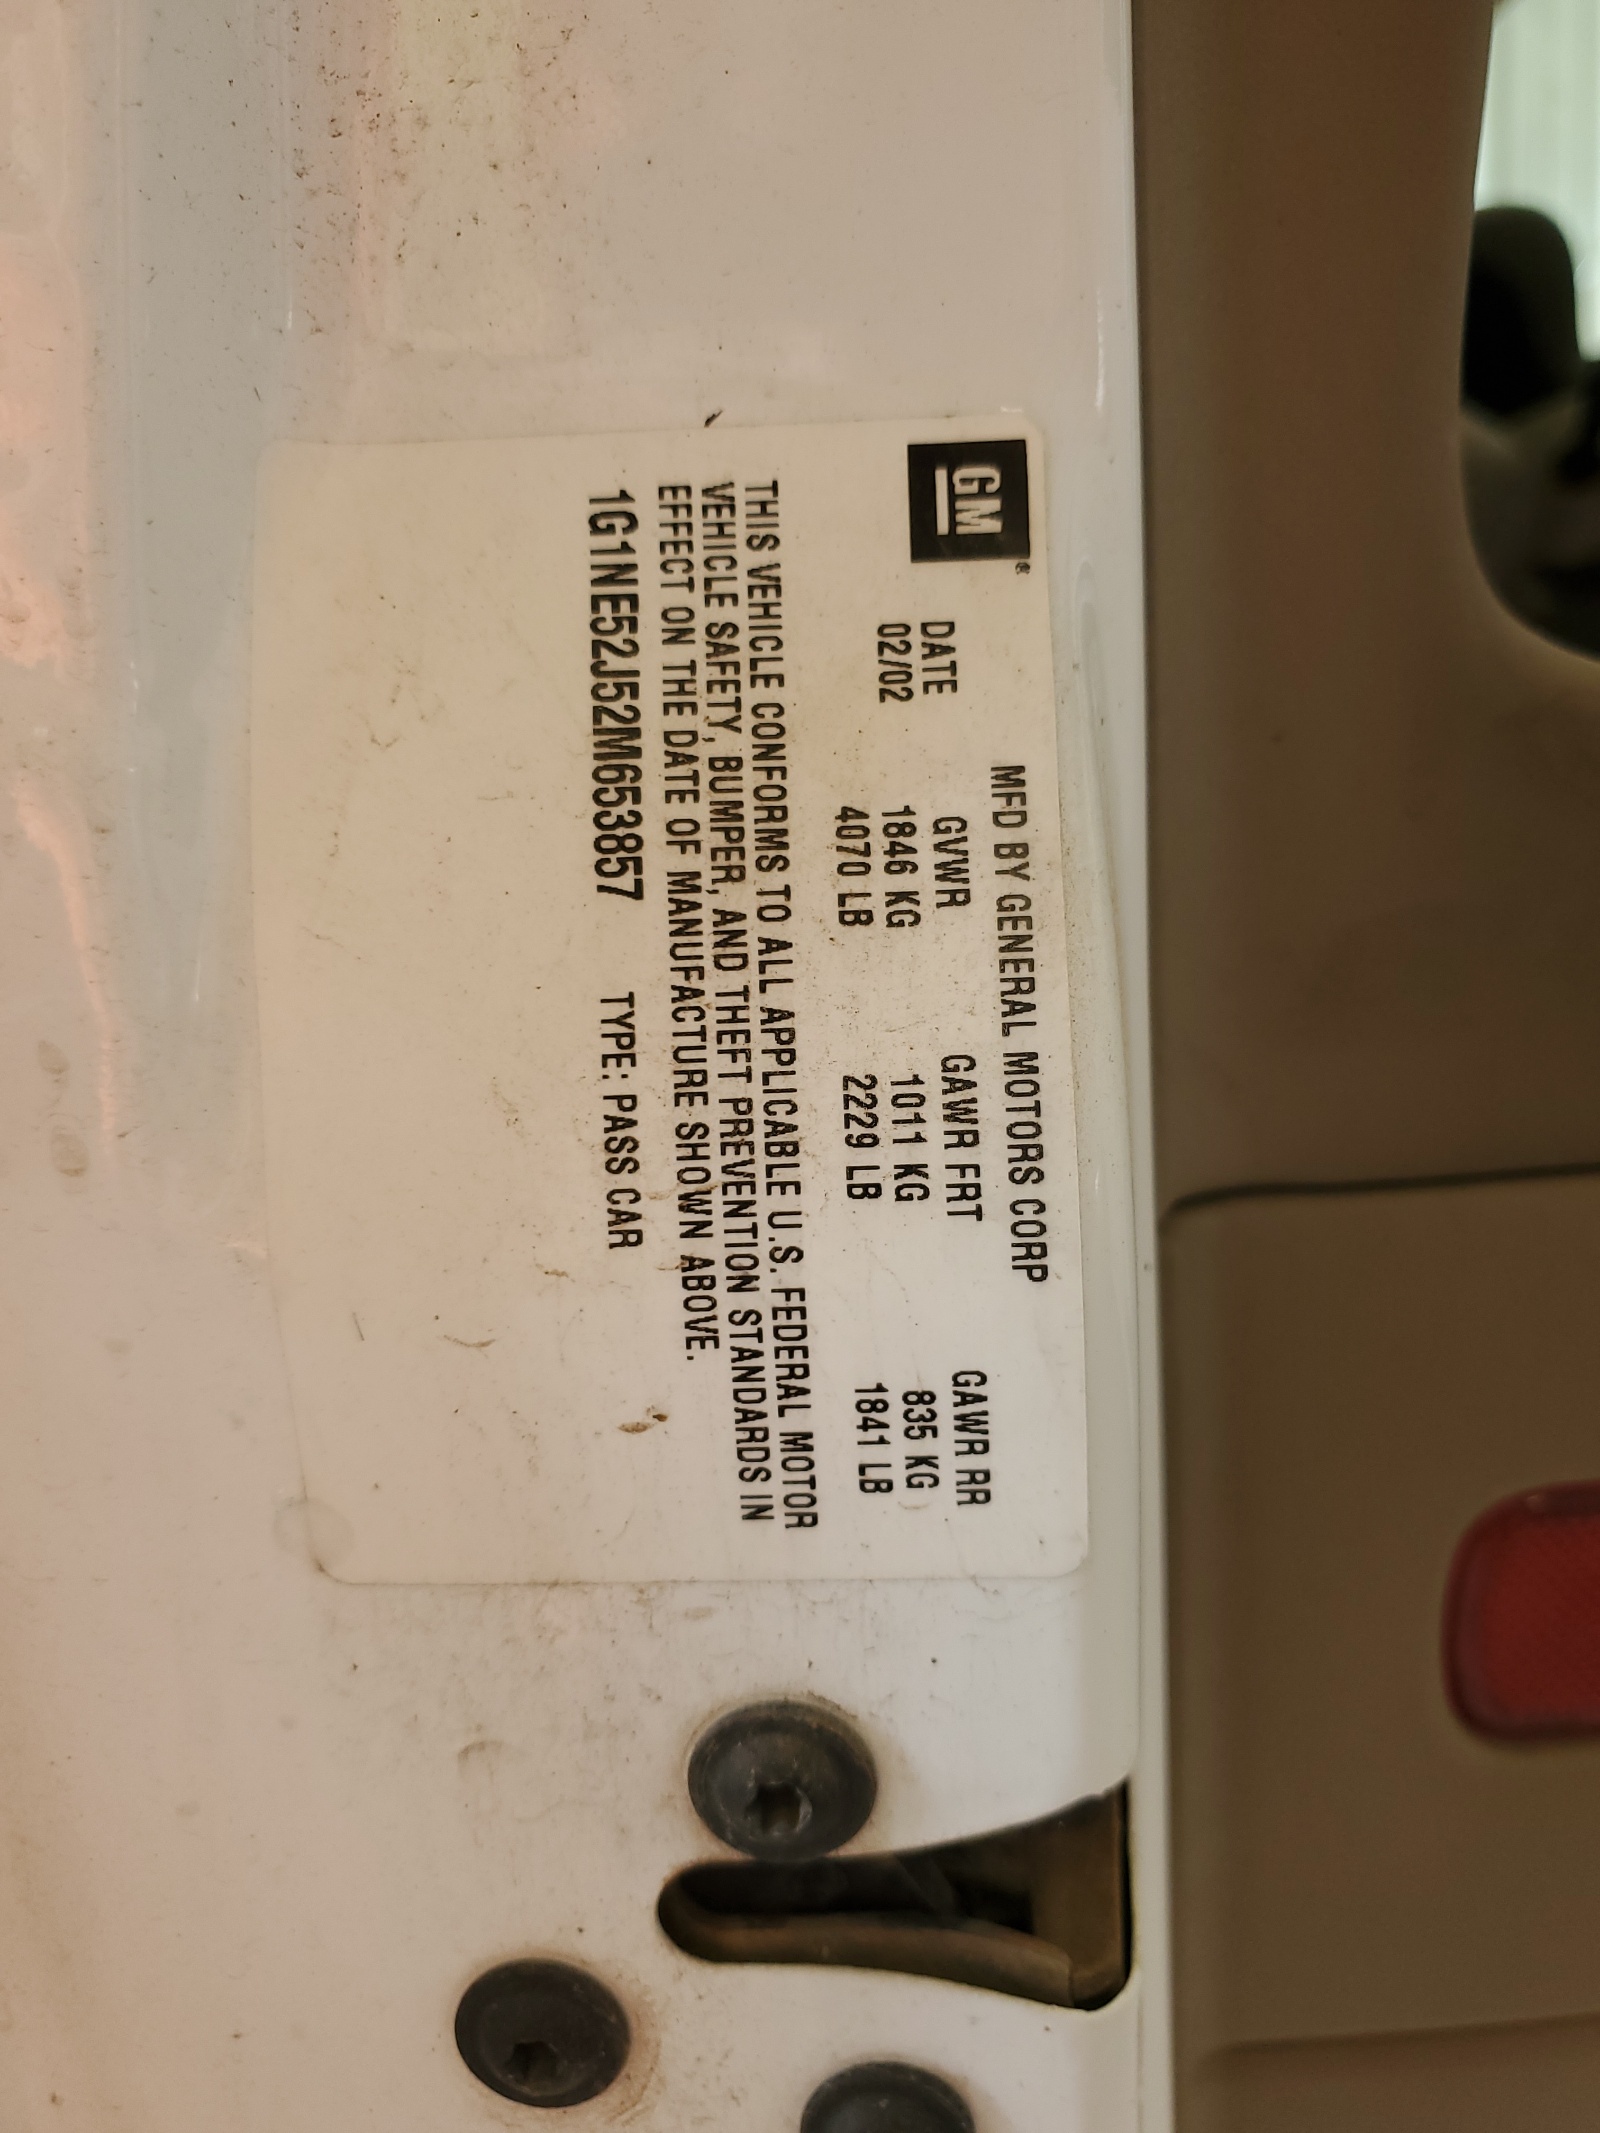 GM®
MFD BY GENERAL MOTORS CORP
DATE GVWR GAWR FRT GAWR RR
02/02 1846 KG 1011 KG 835 KG
4070 LB 2229 LB 1841 LB
THIS VEHICLE CONFORMS TO ALL APPLICABLE U.S. FEDERAL MOTOR
VEHICLE SAFETY, BUMPER, AND THEFT PREVENTION STANDARDS IN
EFFECT ON THE DATE OF MANUFACTURE SHOWN ABOVE.
1G1NE52J52M653857 TYPE: PASS CAR